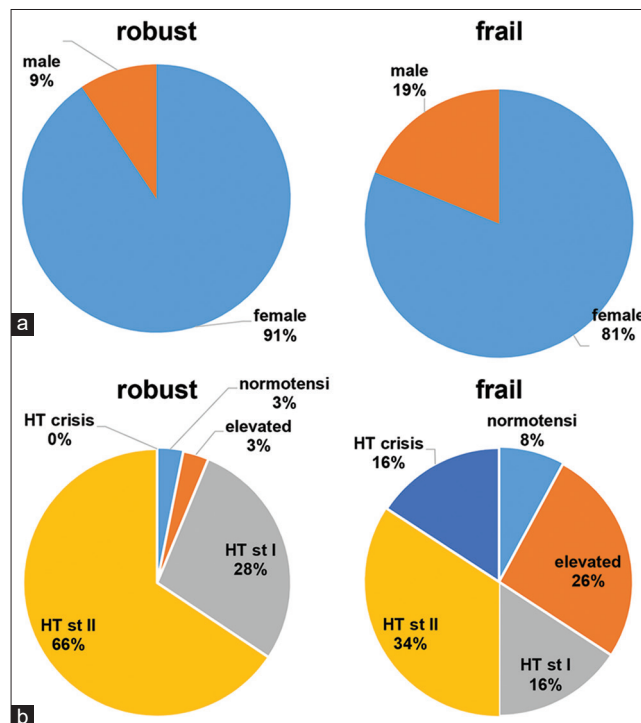 robust
frail
male
9%
male
19%
female
91%
female
81%
a
robust
frail
HT crisis
0%
normotensi
3%
elevated
3%
HT st I
28%
HT st II
66%
HT crisis
16%
normotensi
8%
elevated
26%
HT st II
34%
HT st I
16%
b